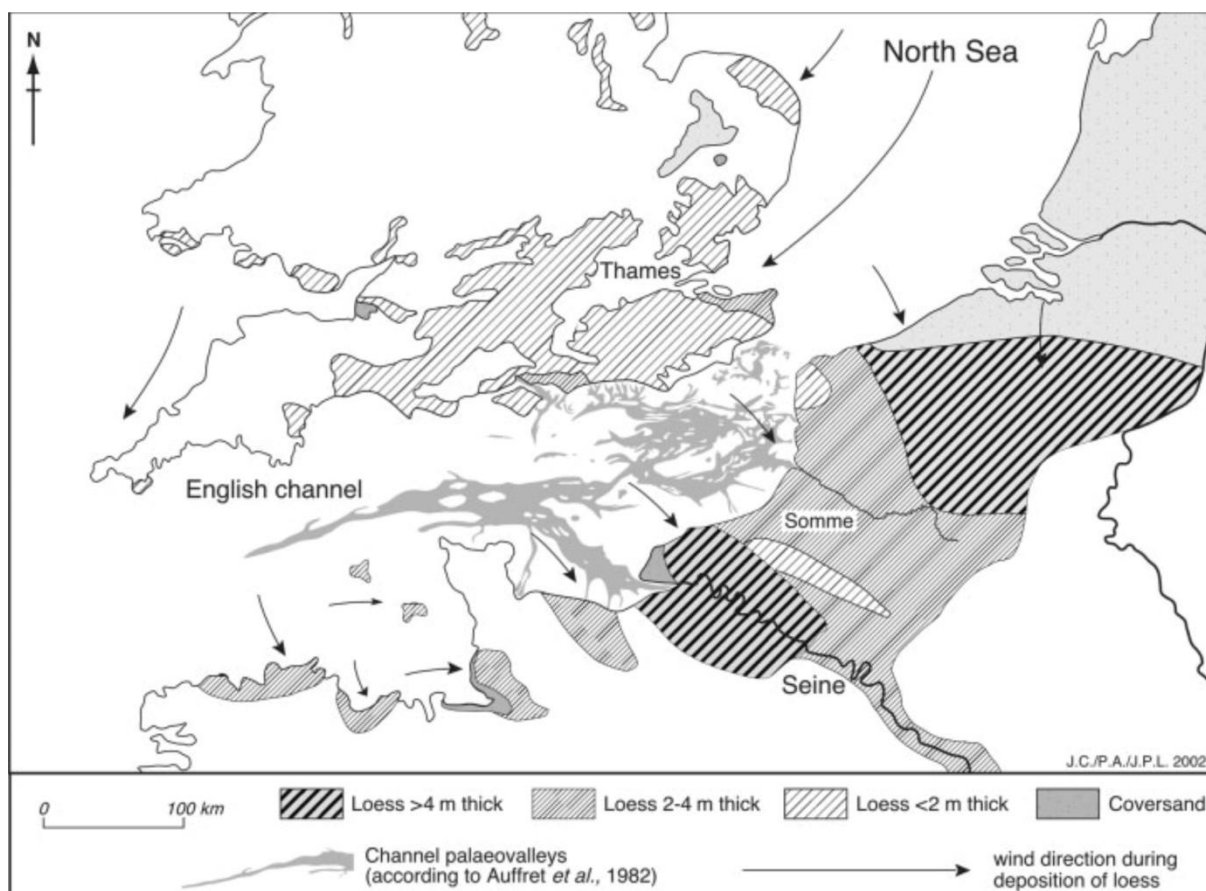 N
North Sea
Thames
English channel
Somme
Seine
J.C./P.A./J.P.L. 2002
0 100 km
Loess >4 m thick
Loess 2-4 m thick
Loess <2 m thick
Coversand
Channel palaeovalleys
(according to Auffret et al., 1982)
wind direction during
deposition of loess